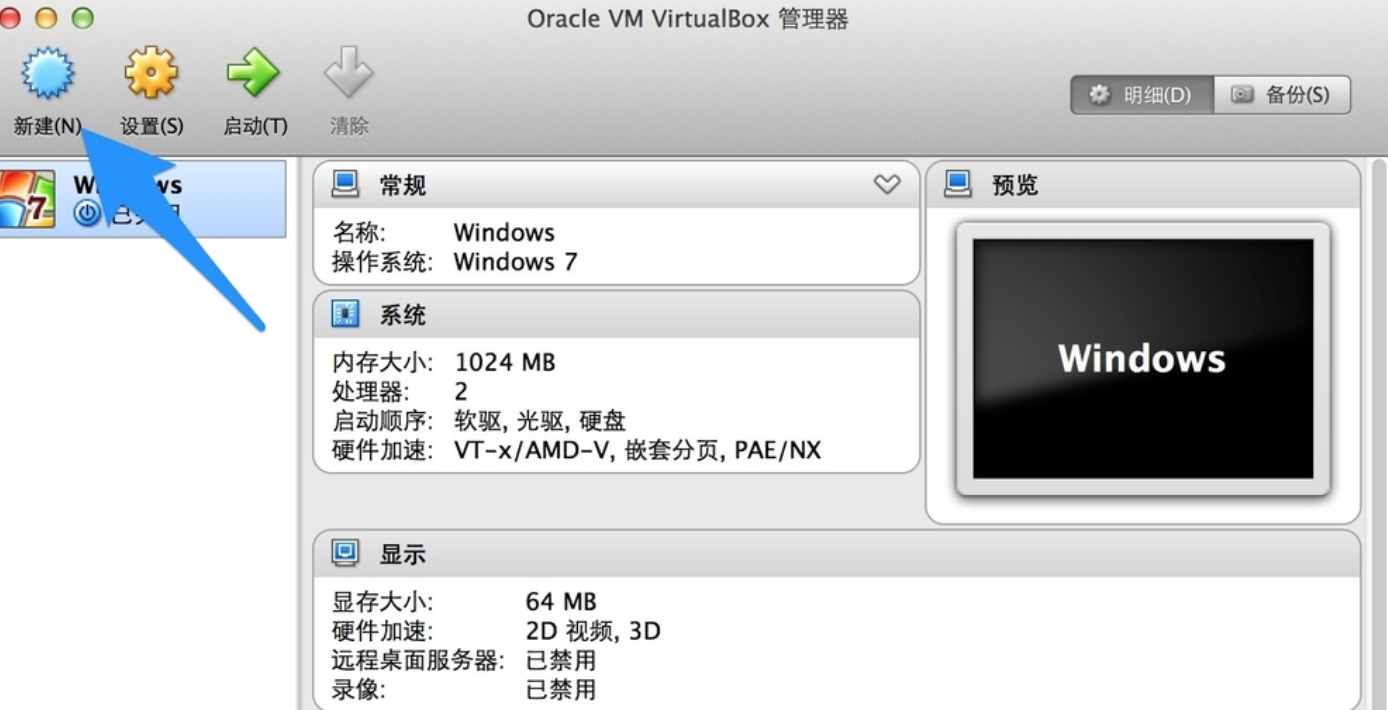 Oracle VM VirtualBox 管理器
新建(N) 设置(S) 启动(T) 清除
明细(D) 备份(S)
7
常规
名称: Windows
操作系统: Windows 7
系统
内存大小: 1024 MB
处理器: 2
启动顺序: 软驱, 光驱, 硬盘
硬件加速: VT-x/AMD-V, 嵌套分页, PAE/NX
预览
Windows
显示
显存大小: 64 MB
硬件加速: 2D 视频, 3D
远程桌面服务器: 已禁用
录像: 已禁用